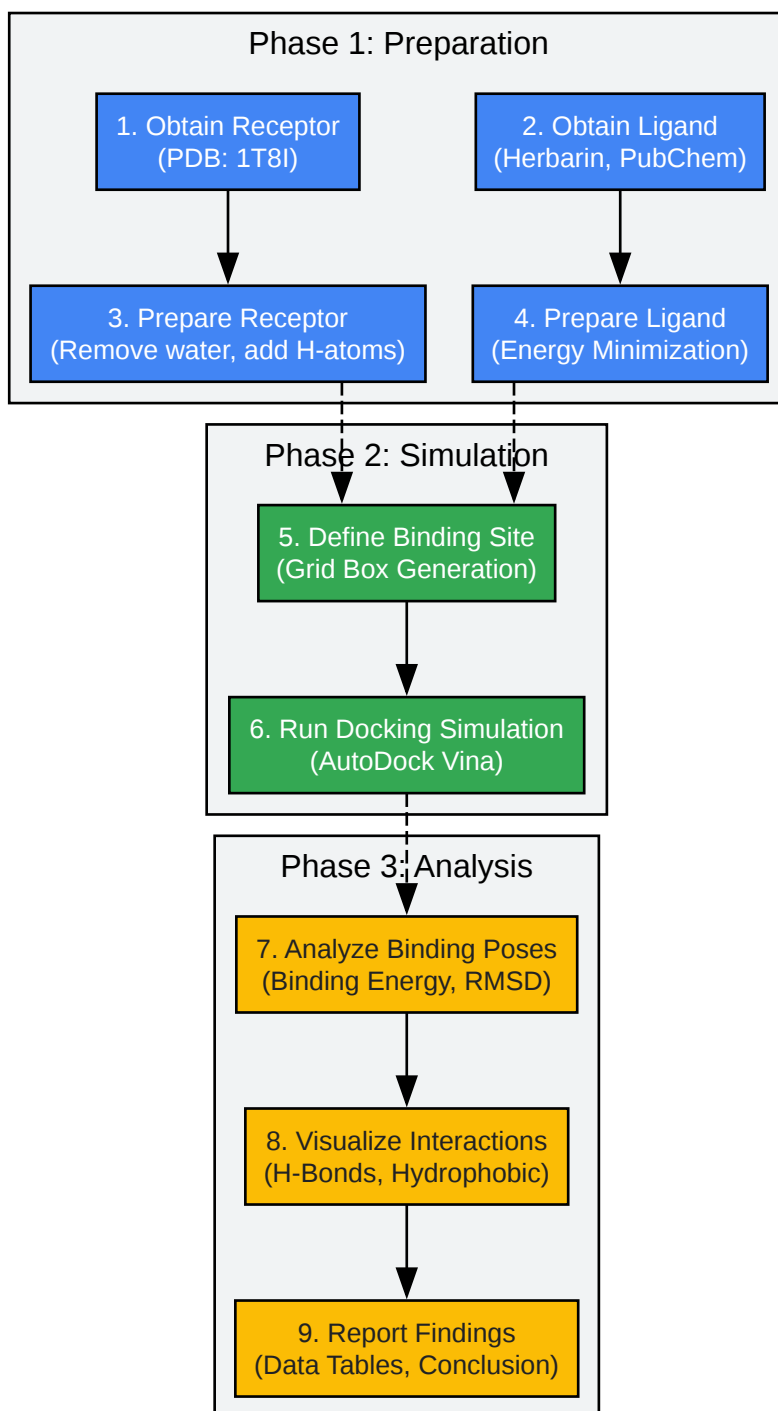 Phase 1: Preparation
1. Obtain Receptor
(PDB: 1T8I)
2. Obtain Ligand
(Herbarin, PubChem)
3. Prepare Receptor
(Remove water, add H-atoms)
4. Prepare Ligand
(Energy Minimization)
Phase 2: Simulation
5. Define Binding Site
(Grid Box Generation)
6. Run Docking Simulation
(AutoDock Vina)
Phase 3: Analysis
7. Analyze Binding Poses
(Binding Energy, RMSD)
8. Visualize Interactions
(H-Bonds, Hydrophobic)
9. Report Findings
(Data Tables, Conclusion)